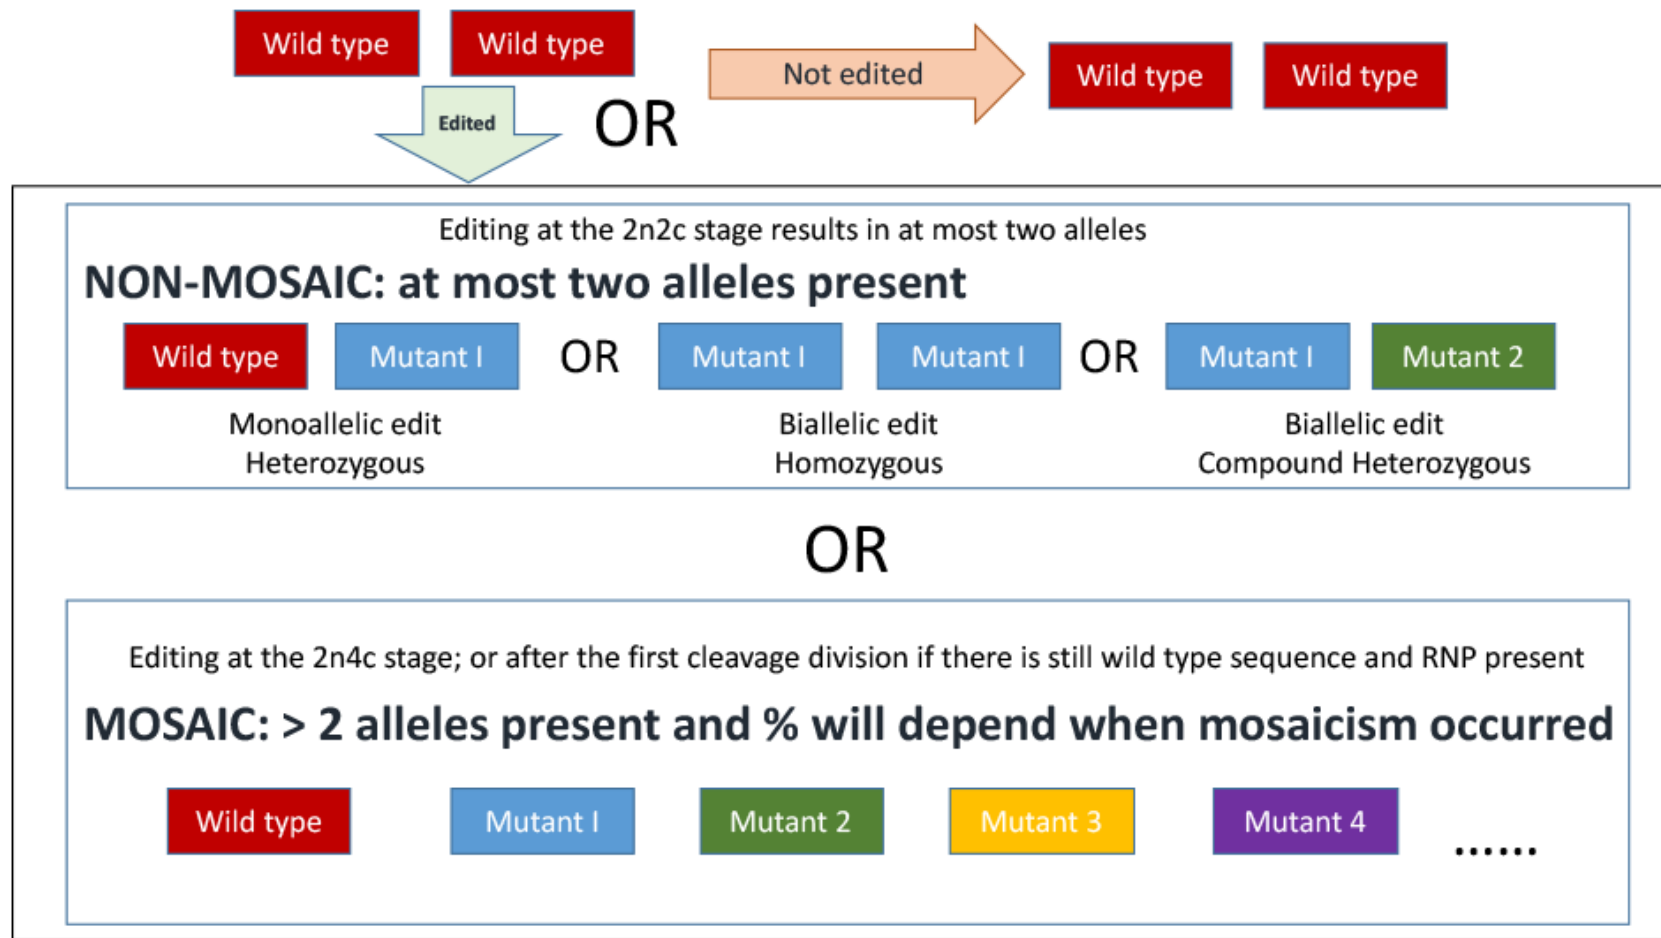 Wild type
Wild type
Not edited
Wild type
Wild type
Edited
OR
Editing at the 2n2c stage results in at most two alleles
NON-MOSAIC: at most two alleles present
Wild type
Mutant I
OR
Mutant I
Mutant I
OR
Mutant I
Mutant 2
Monoallelic edit
Heterozygous
Biallelic edit
Homozygous
Biallelic edit
Compound Heterozygous
OR
Editing at the 2n4c stage; or after the first cleavage division if there is still wild type sequence and RNP present
MOSAIC: > 2 alleles present and % will depend when mosaicism occurred
Wild type
Mutant I
Mutant 2
Mutant 3
Mutant 4
......